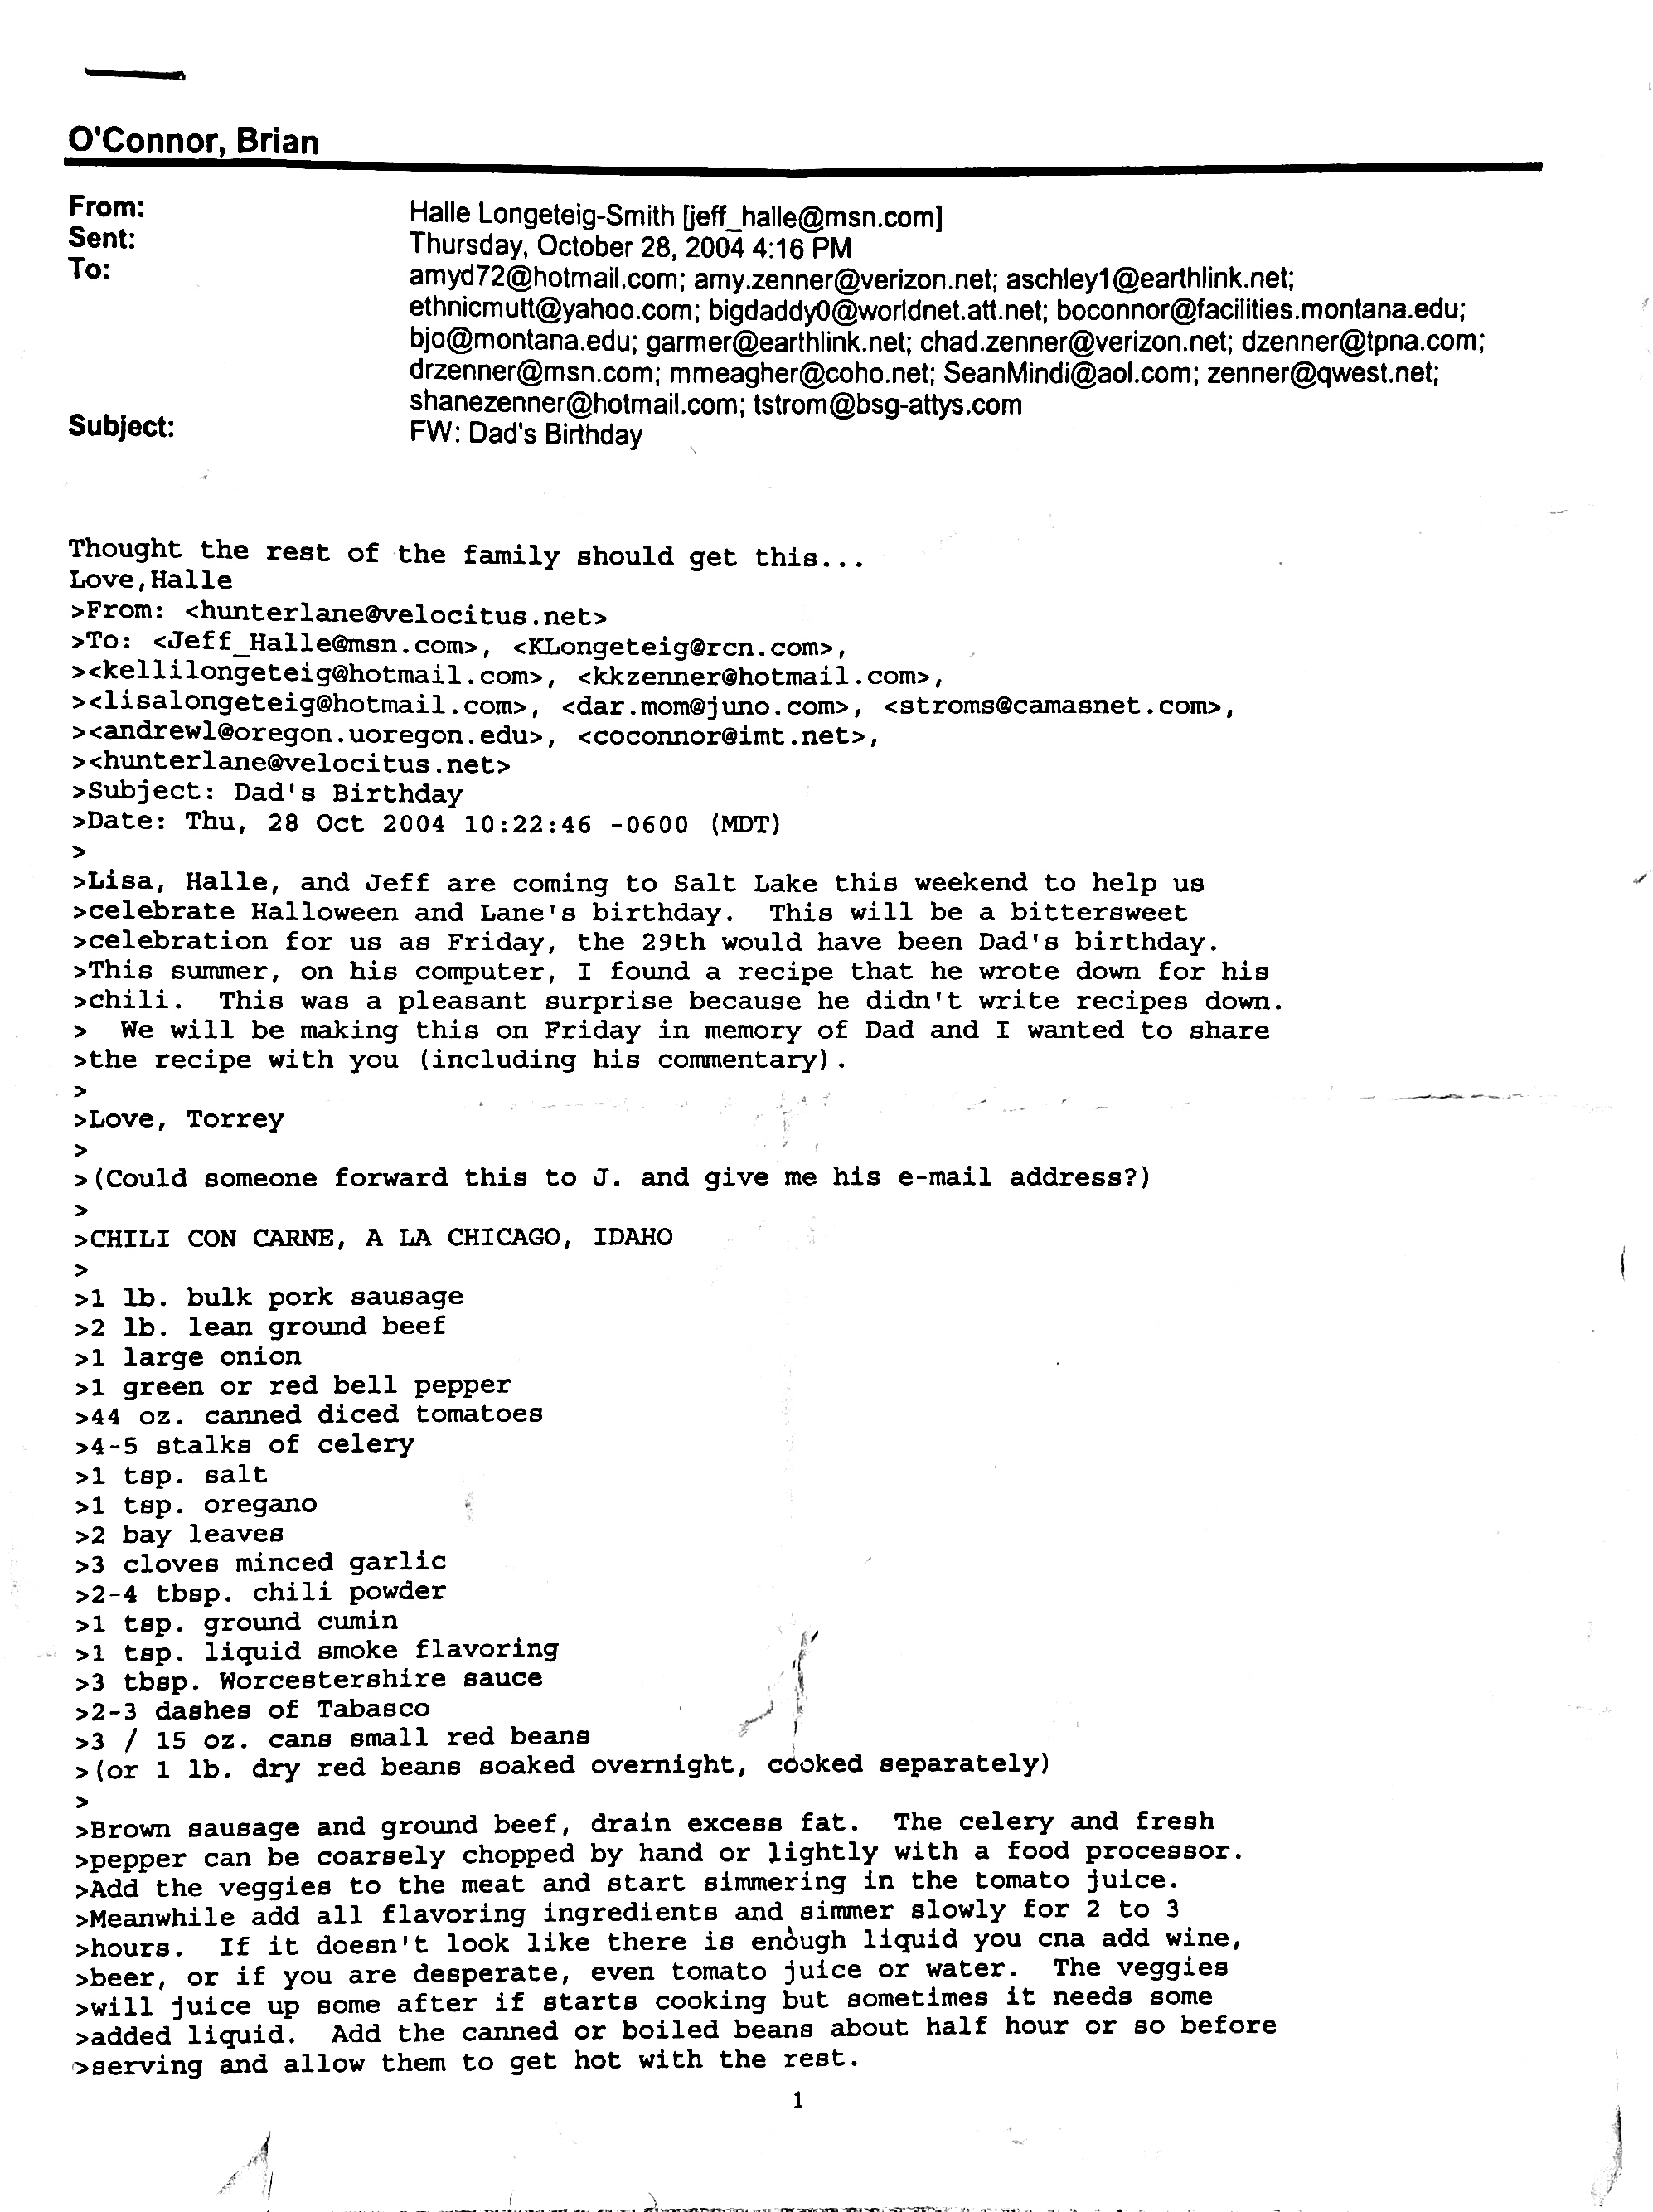 O'Connor, Brian
From: Halle Longeteig-Smith [jeff_halle@msn.com]
Sent: Thursday, October 28, 2004 4:16 PM
To: amyd72@hotmail.com; amy.zenner@verizon.net; aschley1@earthlink.net;
ethnicmutt@yahoo.com; bigdaddy0@worldnet.att.net; boconnor@facilities.montana.edu;
bjo@montana.edu; garmer@earthlink.net; chad.zenner@verizon.net; dzenner@tpna.com;
drzenner@msn.com; mmeagher@coho.net; SeanMindi@aol.com; zenner@qwest.net;
shanezenner@hotmail.com; tstrom@bsg-attys.com
Subject: FW: Dad's Birthday
Thought the rest of the family should get this...
Love,Halle
>From: <hunterlane@velocitus.net>
>To: <Jeff_Halle@msn.com>, <KLongeteig@rcn.com>,
><kellilongeteig@hotmail.com>, <kkzenner@hotmail.com>,
><lisalongeteig@hotmail.com>, <dar.mom@juno.com>, <stroms@camasnet.com>,
><andrewl@oregon.uoregon.edu>, <coconnor@imt.net>,
><hunterlane@velocitus.net>
>Subject: Dad's Birthday
>Date: Thu, 28 Oct 2004 10:22:46 -0600 (MDT)
>
>Lisa, Halle, and Jeff are coming to Salt Lake this weekend to help us
>celebrate Halloween and Lane's birthday.  This will be a bittersweet
>celebration for us as Friday, the 29th would have been Dad's birthday.
>This summer, on his computer, I found a recipe that he wrote down for his
>chili.  This was a pleasant surprise because he didn't write recipes down.
>  We will be making this on Friday in memory of Dad and I wanted to share
>the recipe with you (including his commentary).
>
>Love, Torrey
>
>(Could someone forward this to J. and give me his e-mail address?)
>
>CHILI CON CARNE, A LA CHICAGO, IDAHO
>
>1 lb. bulk pork sausage
>2 lb. lean ground beef
>1 large onion
>1 green or red bell pepper
>44 oz. canned diced tomatoes
>4-5 stalks of celery
>1 tsp. salt
>1 tsp. oregano
>2 bay leaves
>3 cloves minced garlic
>2-4 tbsp. chili powder
>1 tsp. ground cumin
>1 tsp. liquid smoke flavoring
>3 tbsp. Worcestershire sauce
>2-3 dashes of Tabasco
>3 / 15 oz. cans small red beans
>(or 1 lb. dry red beans soaked overnight, cooked separately)
>
>Brown sausage and ground beef, drain excess fat.  The celery and fresh
>pepper can be coarsely chopped by hand or lightly with a food processor.
>Add the veggies to the meat and start simmering in the tomato juice.
>Meanwhile add all flavoring ingredients and simmer slowly for 2 to 3
>hours.  If it doesn't look like there is enough liquid you cna add wine,
>beer, or if you are desperate, even tomato juice or water.  The veggies
>will juice up some after if starts cooking but sometimes it needs some
>added liquid.  Add the canned or boiled beans about half hour or so before
>serving and allow them to get hot with the rest.
1